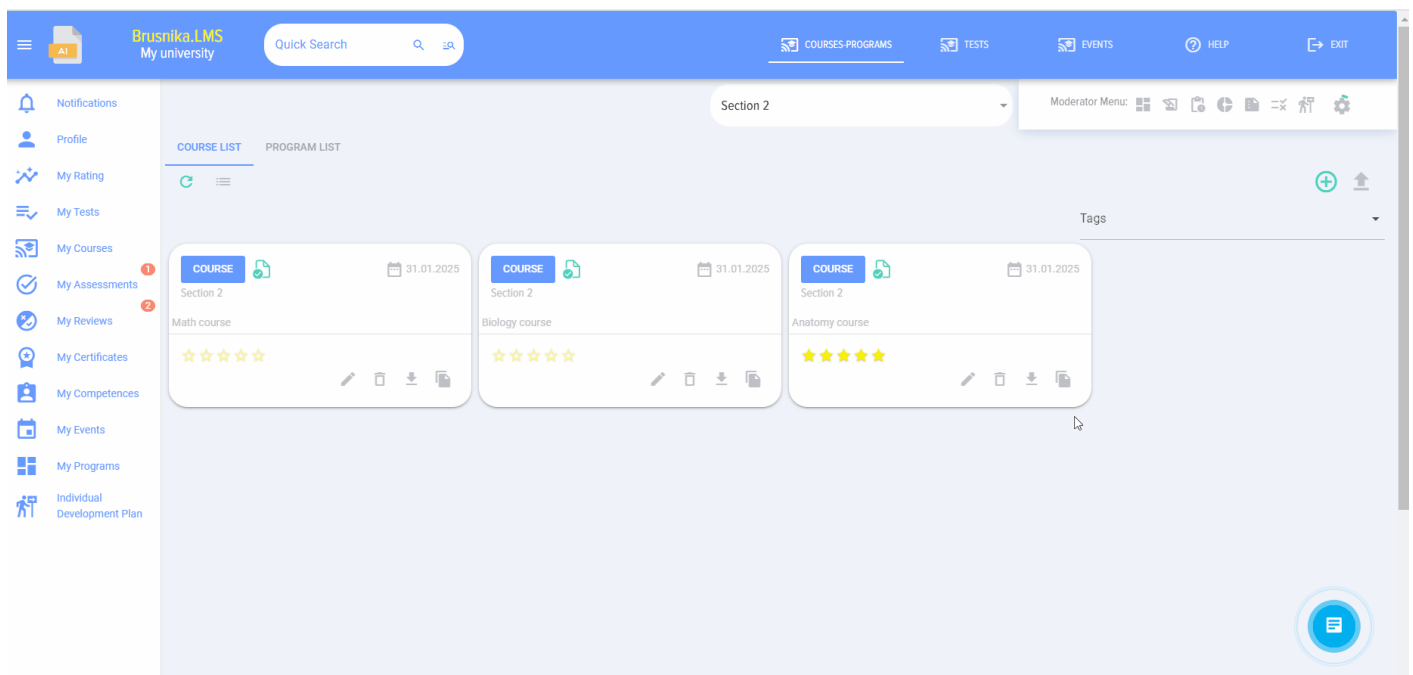 AI
Brusnika.LMS
My university
Quick Search
COURSES-PROGRAMS
TESTS
EVENTS
HELP
EXIT
Notifications
Profile
My Rating
My Tests
My Courses
1
My Assessments
2
My Reviews
My Certificates
My Competences
My Events
My Programs
Individual
Development Plan
Section 2
Moderator Menu:
COURSE LIST
PROGRAM LIST
Tags
COURSE
31.01.2025
Section 2
Math course
COURSE
31.01.2025
Section 2
Biology course
COURSE
31.01.2025
Section 2
Anatomy course